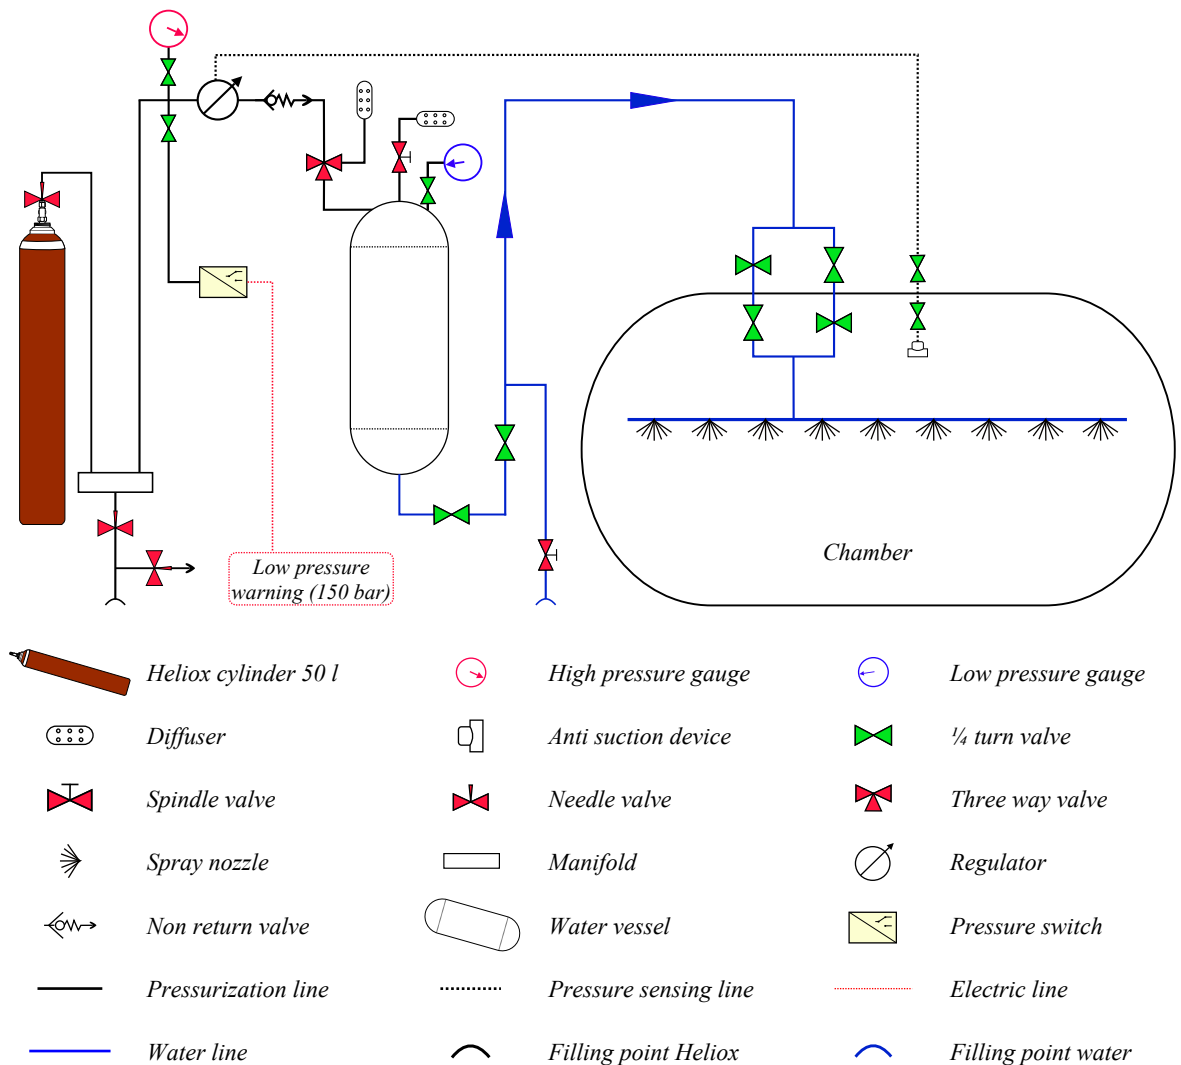 Chamber
Low pressure
warning (150 bar)
Heliox cylinder 50 l
High pressure gauge
Low pressure gauge
Diffuser
Anti suction device
¼ turn valve
Spindle valve
Needle valve
Three way valve
Spray nozzle
Manifold
Regulator
Non return valve
Water vessel
Pressure switch
Pressurization line
Pressure sensing line
Electric line
Water line
Filling point Heliox
Filling point water